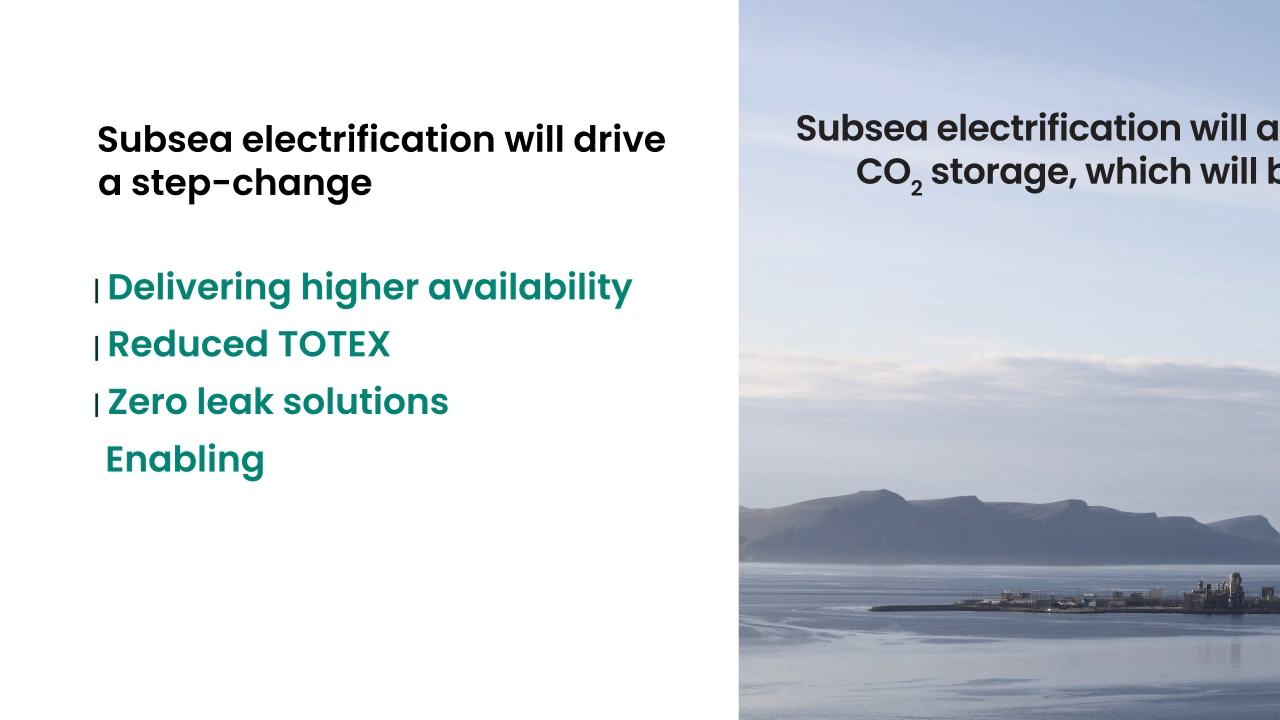 Subsea electrification will drive
a step-change
| Delivering higher availability
| Reduced TOTEX
| Zero leak solutions
Enabling
Subsea electrification will a
CO₂ storage, which will b